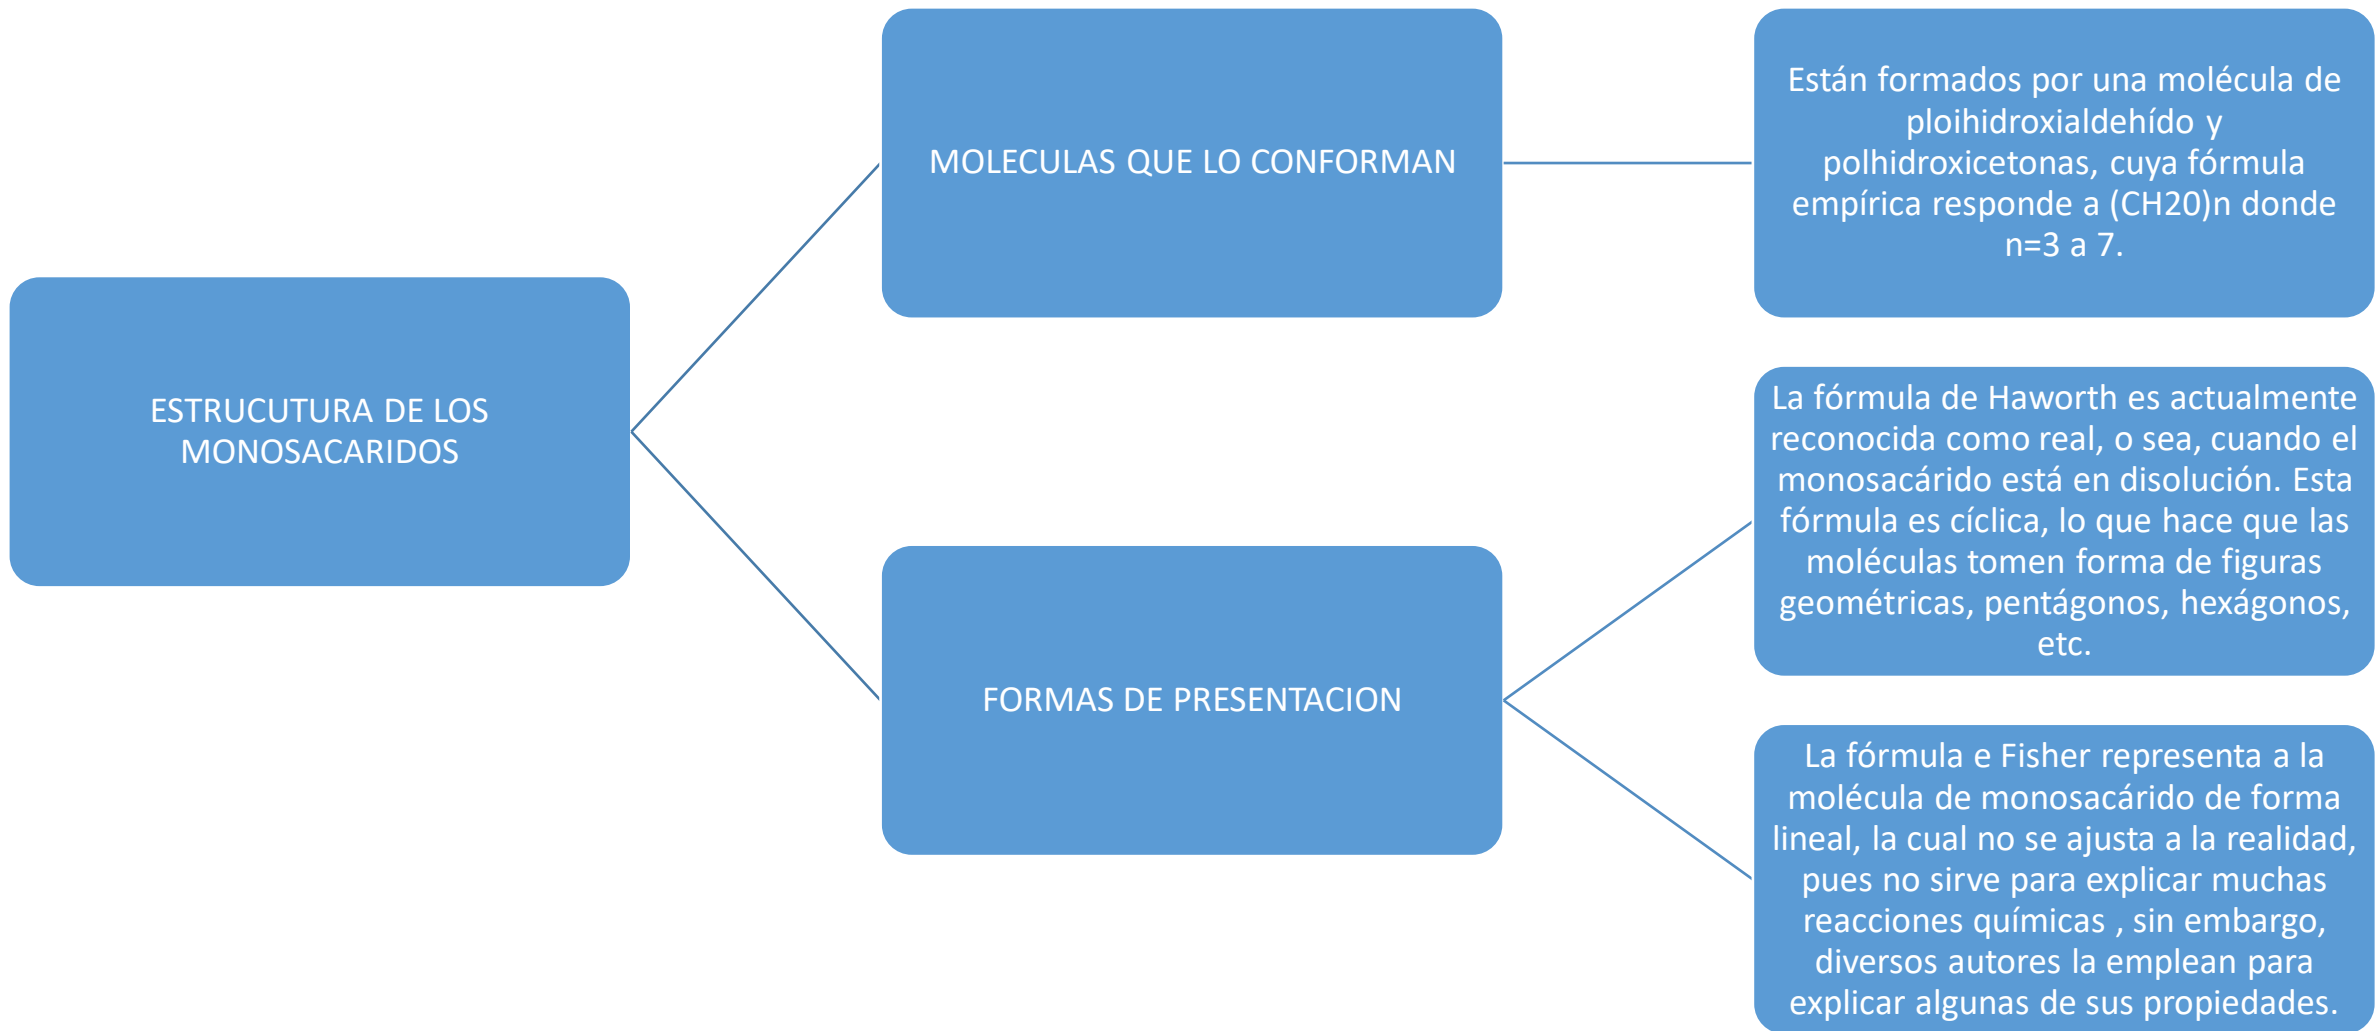 ESTRUCUTURA DE LOS
MONOSACARIDOS
MOLECULAS QUE LO CONFORMAN
Están formados por una molécula de
ploihidroxialdehído y
polhidroxicetonas, cuya fórmula
empírica responde a (CH20)n donde
n=3 a 7.
FORMAS DE PRESENTACION
La fórmula de Haworth es actualmente
reconocida como real, o sea, cuando el
monosacárido está en disolución. Esta
fórmula es cíclica, lo que hace que las
moléculas tomen forma de figuras
geométricas, pentágonos, hexágonos,
etc.
La fórmula e Fisher representa a la
molécula de monosacárido de forma
lineal, la cual no se ajusta a la realidad,
pues no sirve para explicar muchas
reacciones químicas , sin embargo,
diversos autores la emplean para
explicar algunas de sus propiedades.